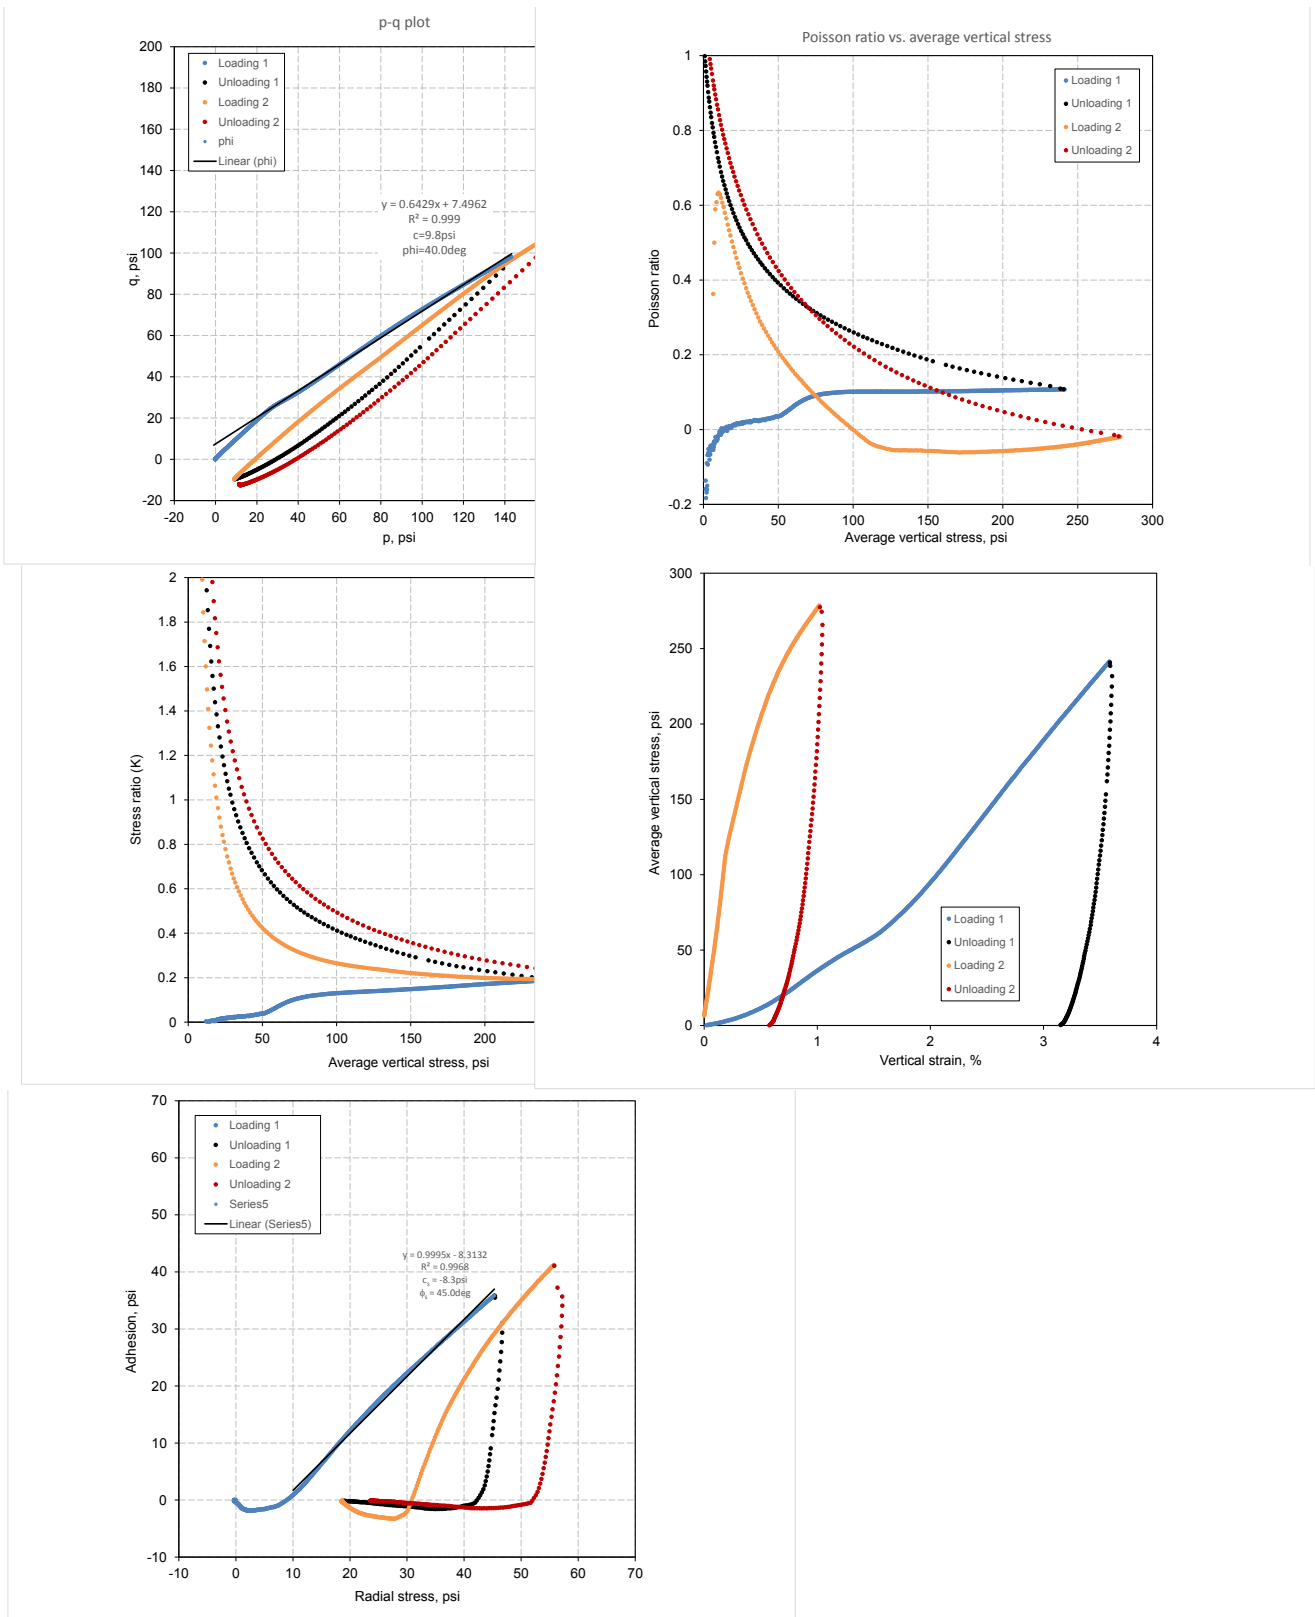 p-q plot
200
180
160
140
120
100
80
60
40
20
0
-20
-20
0
20
40
60
80
100
120
140
q, psi
p, psi
Loading 1
Unloading 1
Loading 2
Unloading 2
phi
Linear (phi)
y = 0.6429x + 7.4962
R² = 0.999
c=9.8psi
phi=40.0deg
Poisson ratio vs. average vertical stress
1
0.8
0.6
0.4
0.2
0
-0.2
0
50
100
150
200
250
300
Poisson ratio
Average vertical stress, psi
Loading 1
Unloading 1
Loading 2
Unloading 2
2
1.8
1.6
1.4
1.2
1
0.8
0.6
0.4
0.2
0
0
50
100
150
200
Stress ratio (K)
Average vertical stress, psi
300
250
200
150
100
50
0
0
1
2
3
4
Average vertical stress, psi
Vertical strain, %
Loading 1
Unloading 1
Loading 2
Unloading 2
70
60
50
40
30
20
10
0
-10
-10
0
10
20
30
40
50
60
70
Adhesion, psi
Radial stress, psi
Loading 1
Unloading 1
Loading 2
Unloading 2
Series5
Linear (Series5)
y = 0.9995x - 8.3132
R² = 0.9968
cₛ = -8.3psi
ϕₛ = 45.0deg